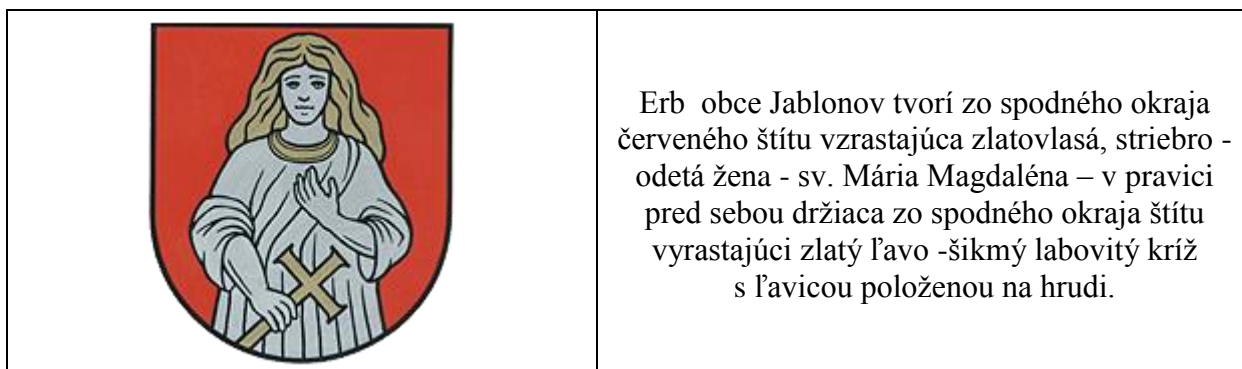 Erb obce Jablonov tvorí zo spodného okraja
červeného štítu vzrastajúca zlatovlasá, striebro -
odetá žena - sv. Mária Magdaléna – v pravici
pred sebou držiaca zo spodného okraja štítu
vyrastajúci zlatý ľavo -šikmý labovitý kríž
s ľavicou položenou na hrudi.